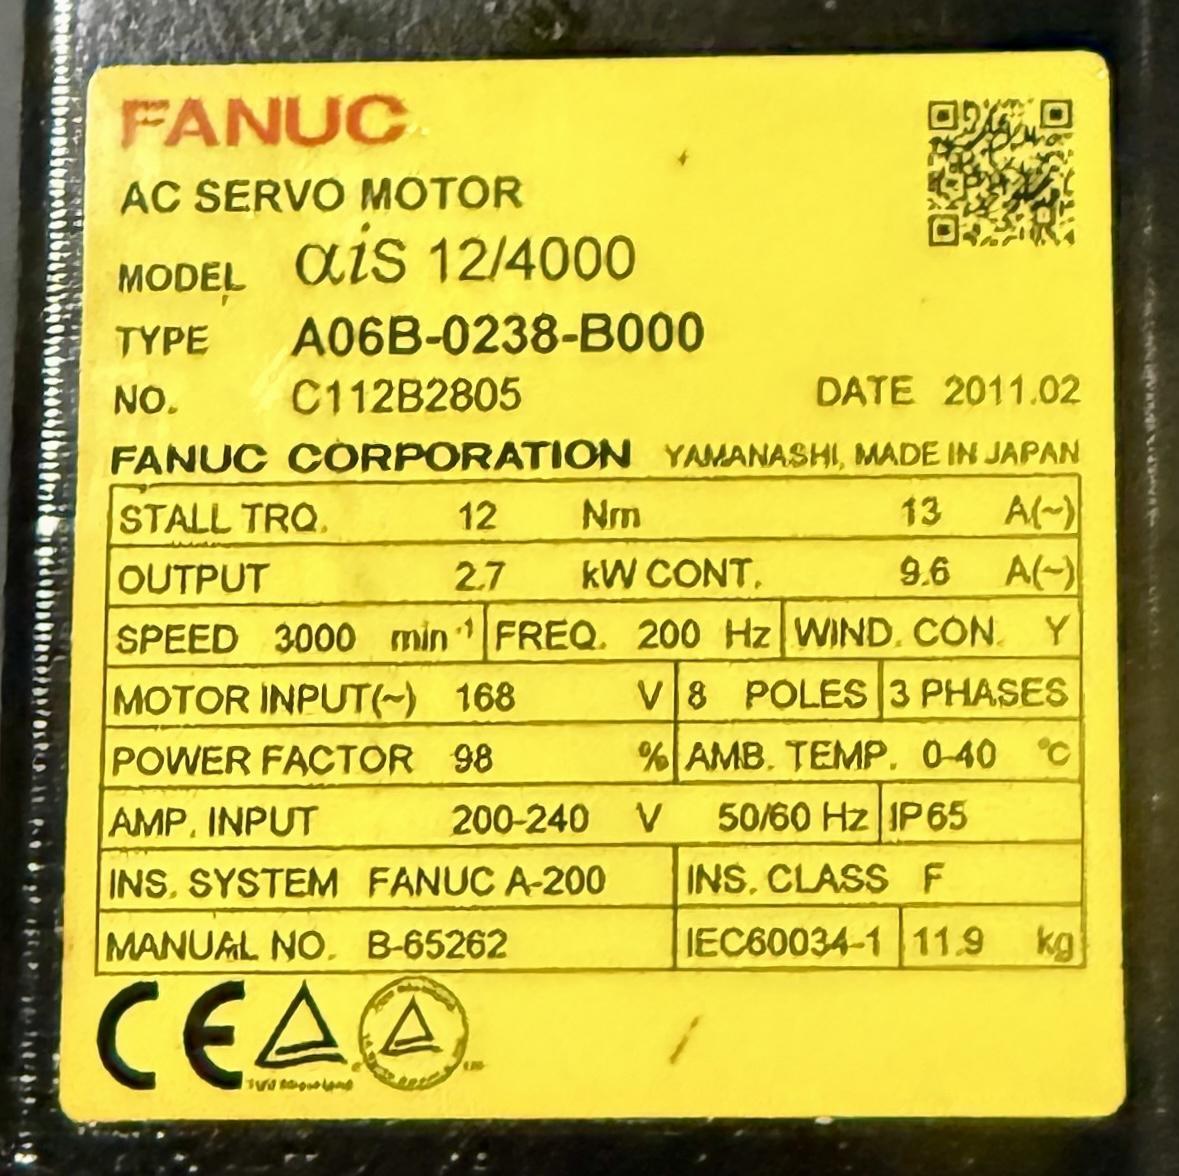 FANUC
AC SERVO MOTOR
MODEL αiS 12/4000
TYPE A06B-0238-B000
NO. C112B2805 DATE 2011.02
FANUC CORPORATION YAMANASHI, MADE IN JAPAN
STALL TRQ. 12 Nm 13 A(~)
OUTPUT 2.7 kW CONT. 9.6 A(~)
SPEED 3000 min⁻¹ FREQ. 200 Hz WIND. CON. Y
MOTOR INPUT(~) 168 V 8 POLES 3 PHASES
POWER FACTOR 98 % AMB. TEMP. 0-40 °C
AMP. INPUT 200-240 V 50/60 Hz IP65
INS. SYSTEM FANUC A-200 INS. CLASS F
MANUAL NO. B-65262 IEC60034-1 11.9 kg
CE